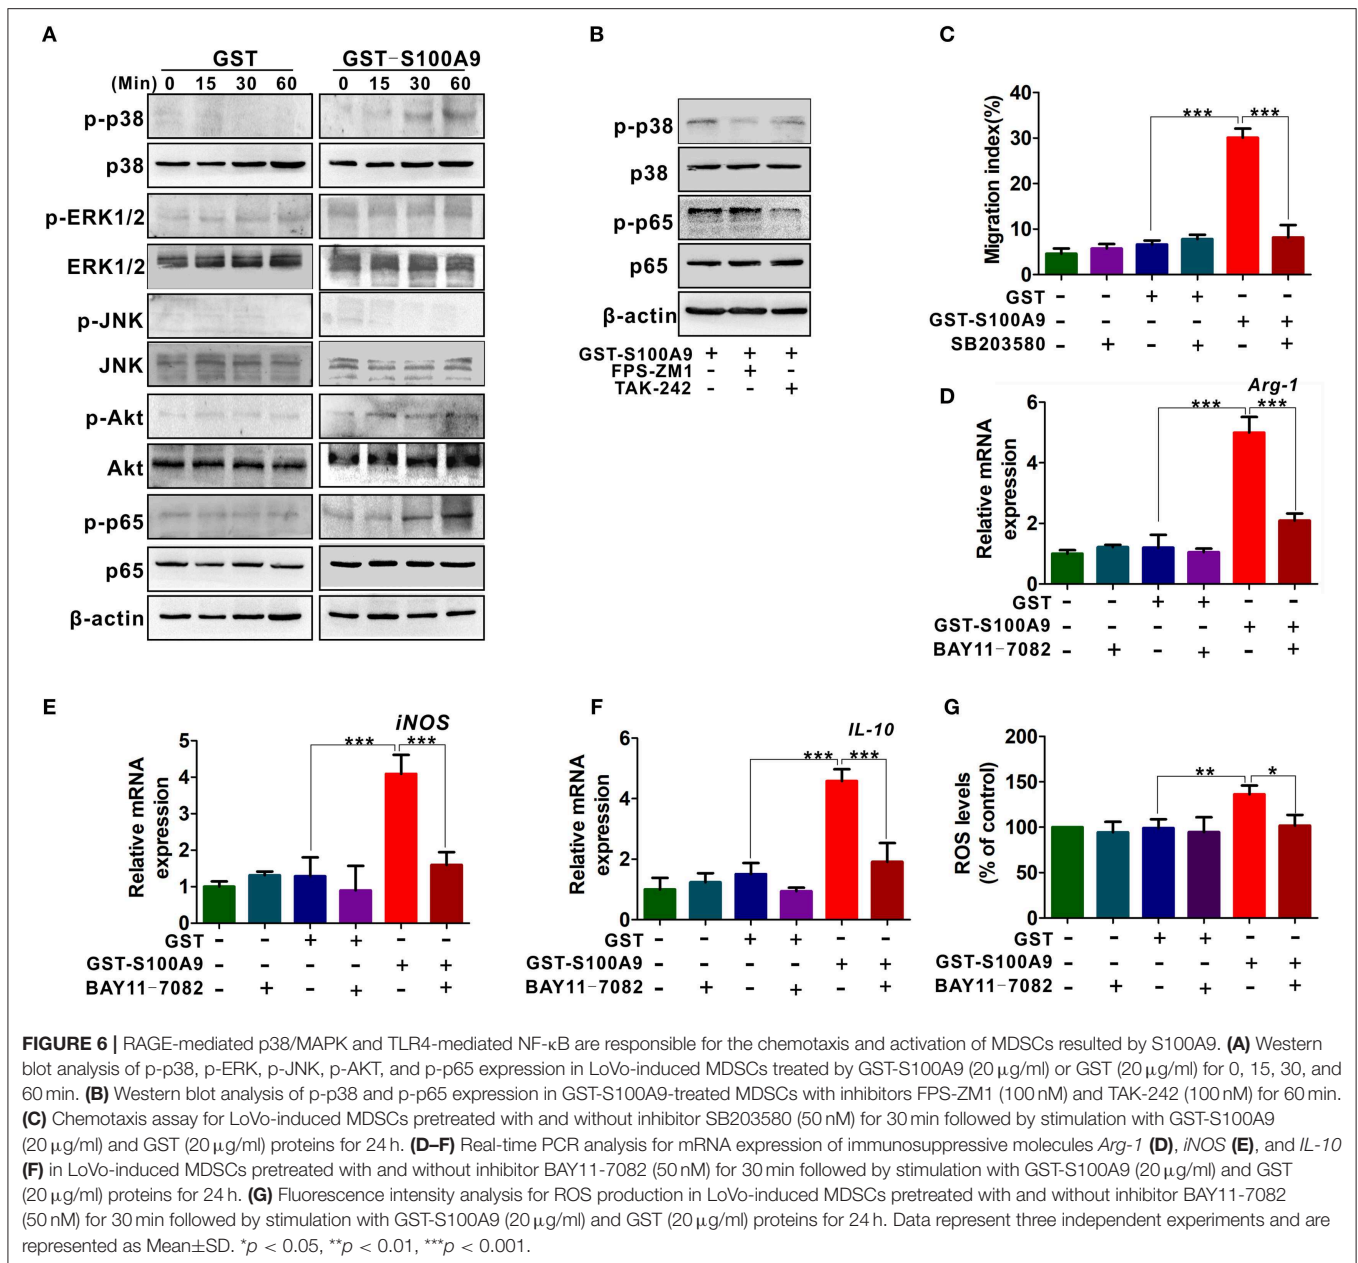 A
GST GST-S100A9
(Min) 0 15 30 60 0 15 30 60
p-p38
p38
p-ERK1/2
ERK1/2
p-JNK
JNK
p-Akt
Akt
p-p65
p65
β-actin
B
p-p38
p38
p-p65
p65
β-actin
GST-S100A9 + + +
FPS-ZM1 - + -
TAK-242 - - +
C
Migration index(%)
40
30
20
10
0
*** ***
GST - - + + - -
GST-S100A9 - - - - + +
SB203580 - + - + - +
D
Arg-1
Relative mRNA
expression
6
4
2
0
*** ***
GST - - + + - -
GST-S100A9 - - - - + +
BAY11-7082 - + - + - +
E
iNOS
Relative mRNA
expression
5
4
3
2
1
0
*** ***
GST - - + + - -
GST-S100A9 - - - - + +
BAY11-7082 - + - + - +
F
IL-10
Relative mRNA
expression
6
4
2
0
*** ***
GST - - + + - -
GST-S100A9 - - - - + +
BAY11-7082 - + - + - +
G
ROS levels
(% of control)
200
150
100
50
0
** *
GST - - + + - -
GST-S100A9 - - - - + +
BAY11-7082 - + - + - +
FIGURE 6 | RAGE-mediated p38/MAPK and TLR4-mediated NF-κB are responsible for the chemotaxis and activation of MDSCs resulted by S100A9. (A) Western
blot analysis of p-p38, p-ERK, p-JNK, p-AKT, and p-p65 expression in LoVo-induced MDSCs treated by GST-S100A9 (20 μg/ml) or GST (20 μg/ml) for 0, 15, 30, and
60 min. (B) Western blot analysis of p-p38 and p-p65 expression in GST-S100A9-treated MDSCs with inhibitors FPS-ZM1 (100 nM) and TAK-242 (100 nM) for 60 min.
(C) Chemotaxis assay for LoVo-induced MDSCs pretreated with and without inhibitor SB203580 (50 nM) for 30 min followed by stimulation with GST-S100A9
(20 μg/ml) and GST (20 μg/ml) proteins for 24 h. (D–F) Real-time PCR analysis for mRNA expression of immunosuppressive molecules Arg-1 (D), iNOS (E), and IL-10
(F) in LoVo-induced MDSCs pretreated with and without inhibitor BAY11-7082 (50 nM) for 30 min followed by stimulation with GST-S100A9 (20 μg/ml) and GST
(20 μg/ml) proteins for 24 h. (G) Fluorescence intensity analysis for ROS production in LoVo-induced MDSCs pretreated with and without inhibitor BAY11-7082
(50 nM) for 30 min followed by stimulation with GST-S100A9 (20 μg/ml) and GST (20 μg/ml) proteins for 24 h. Data represent three independent experiments and are
represented as Mean±SD. *p < 0.05, **p < 0.01, ***p < 0.001.